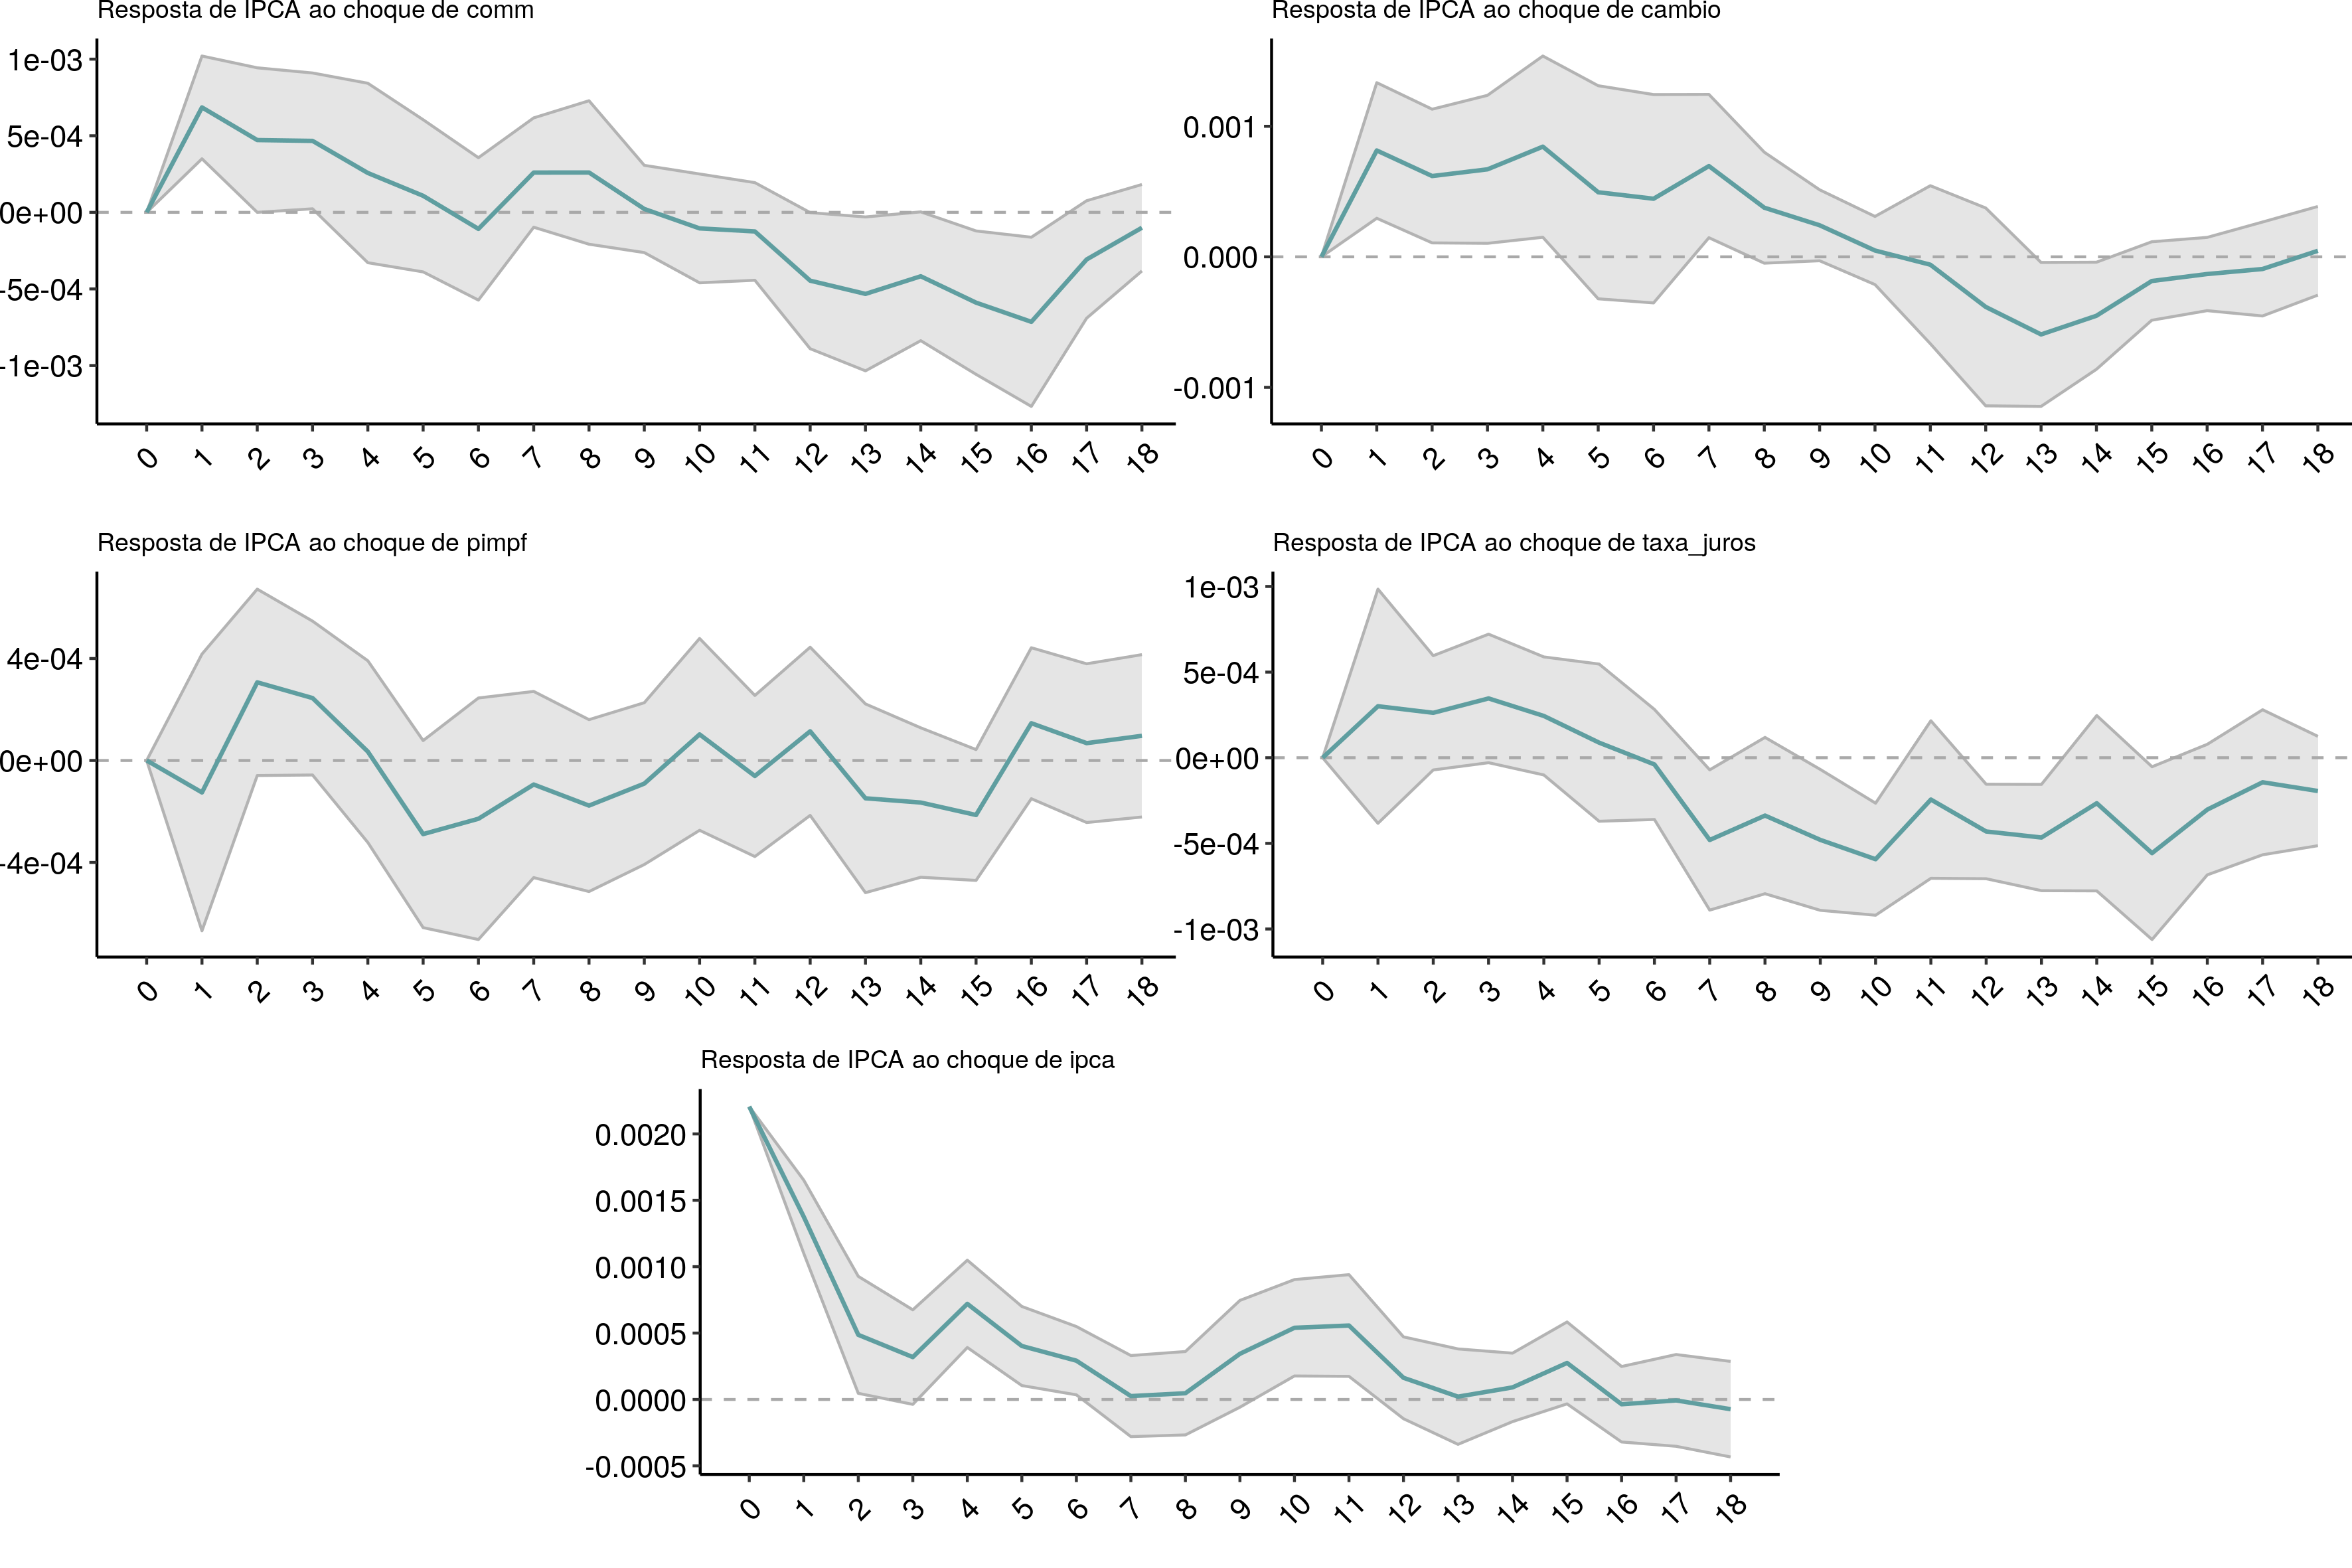 Resposta de IPCA ao choque de comm
1e-03
5e-04
0e+00
-5e-04
-1e-03
0 1 2 3 4 5 6 7 8 9 10 11 12 13 14 15 16 17 18
Resposta de IPCA ao choque de cambio
0.001
0.000
-0.001
0 1 2 3 4 5 6 7 8 9 10 11 12 13 14 15 16 17 18
Resposta de IPCA ao choque de pimpf
4e-04
0e+00
-4e-04
0 1 2 3 4 5 6 7 8 9 10 11 12 13 14 15 16 17 18
Resposta de IPCA ao choque de taxa_juros
1e-03
5e-04
0e+00
-5e-04
-1e-03
0 1 2 3 4 5 6 7 8 9 10 11 12 13 14 15 16 17 18
Resposta de IPCA ao choque de ipca
0.0020
0.0015
0.0010
0.0005
0.0000
-0.0005
0 1 2 3 4 5 6 7 8 9 10 11 12 13 14 15 16 17 18